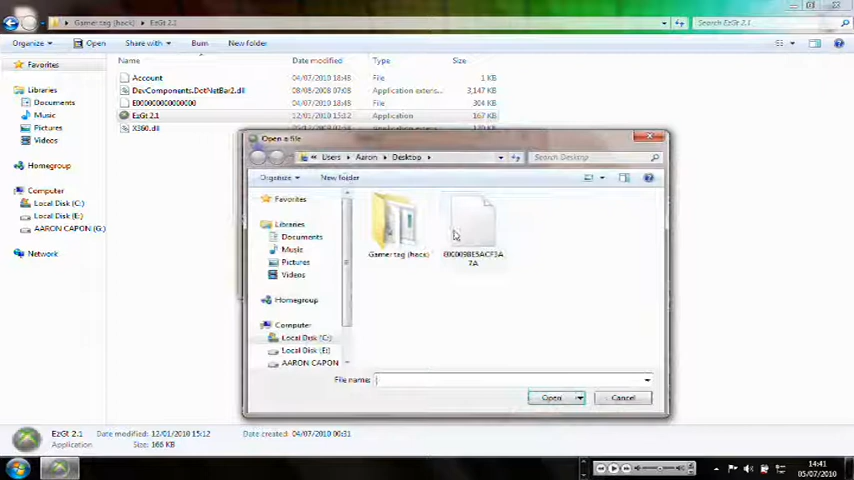 Gamer tag (hack) EzGt 2.1 Search EzGt 2.1
Organize Open Share with Burn New folder
Name Date modified Type Size
Favorites
Libraries
Documents
Music
Pictures
Videos
Homegroup
Computer
Local Disk (C:)
Local Disk (E:)
AARON CAPON (G:)
Network
Account 04/07/2010 18:48 File 1 KB
DevComponents.DotNetBar2.dll 08/08/2008 07:08 Application extens... 3,147 KB
04/07/2010 18:48 File 304 KB
EzGt 2.1 12/01/2010 15:12 Application 167 KB
X360.dll
Open a file
Users Aaron Desktop Search Desktop
Organize New folder
Favorites
Libraries
Documents
Music
Pictures
Videos
Homegroup
Computer
Local Disk (C:)
Local Disk (E:)
AARON CAPON
Gamer tag (hack)
7A
File name:
Open Cancel
EzGt 2.1 Date modified: 12/01/2010 15:12 Date created: 04/07/2010 00:31
Application Size: 166 KB
14:41
05/07/2010